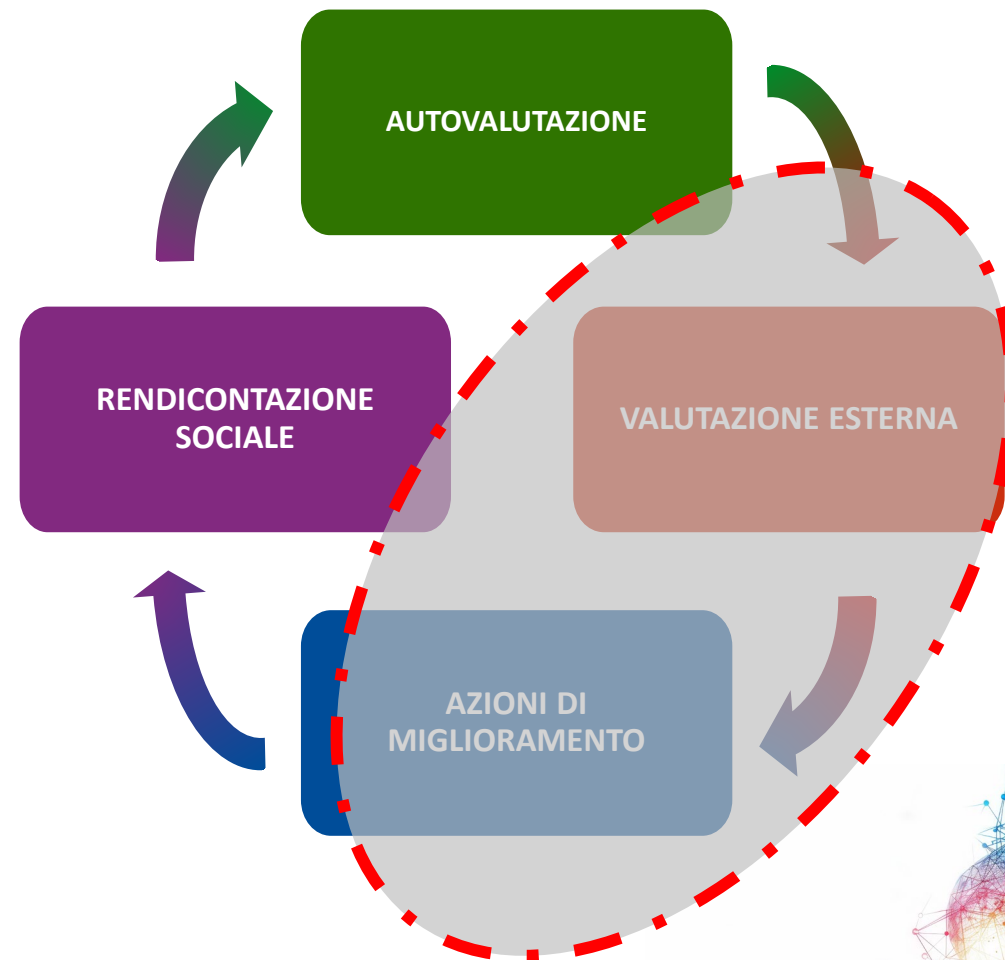 AUTOVALUTAZIONE
RENDICONTAZIONE
SOCIALE
VALUTAZIONE ESTERNA
AZIONI DI
MIGLIORAMENTO